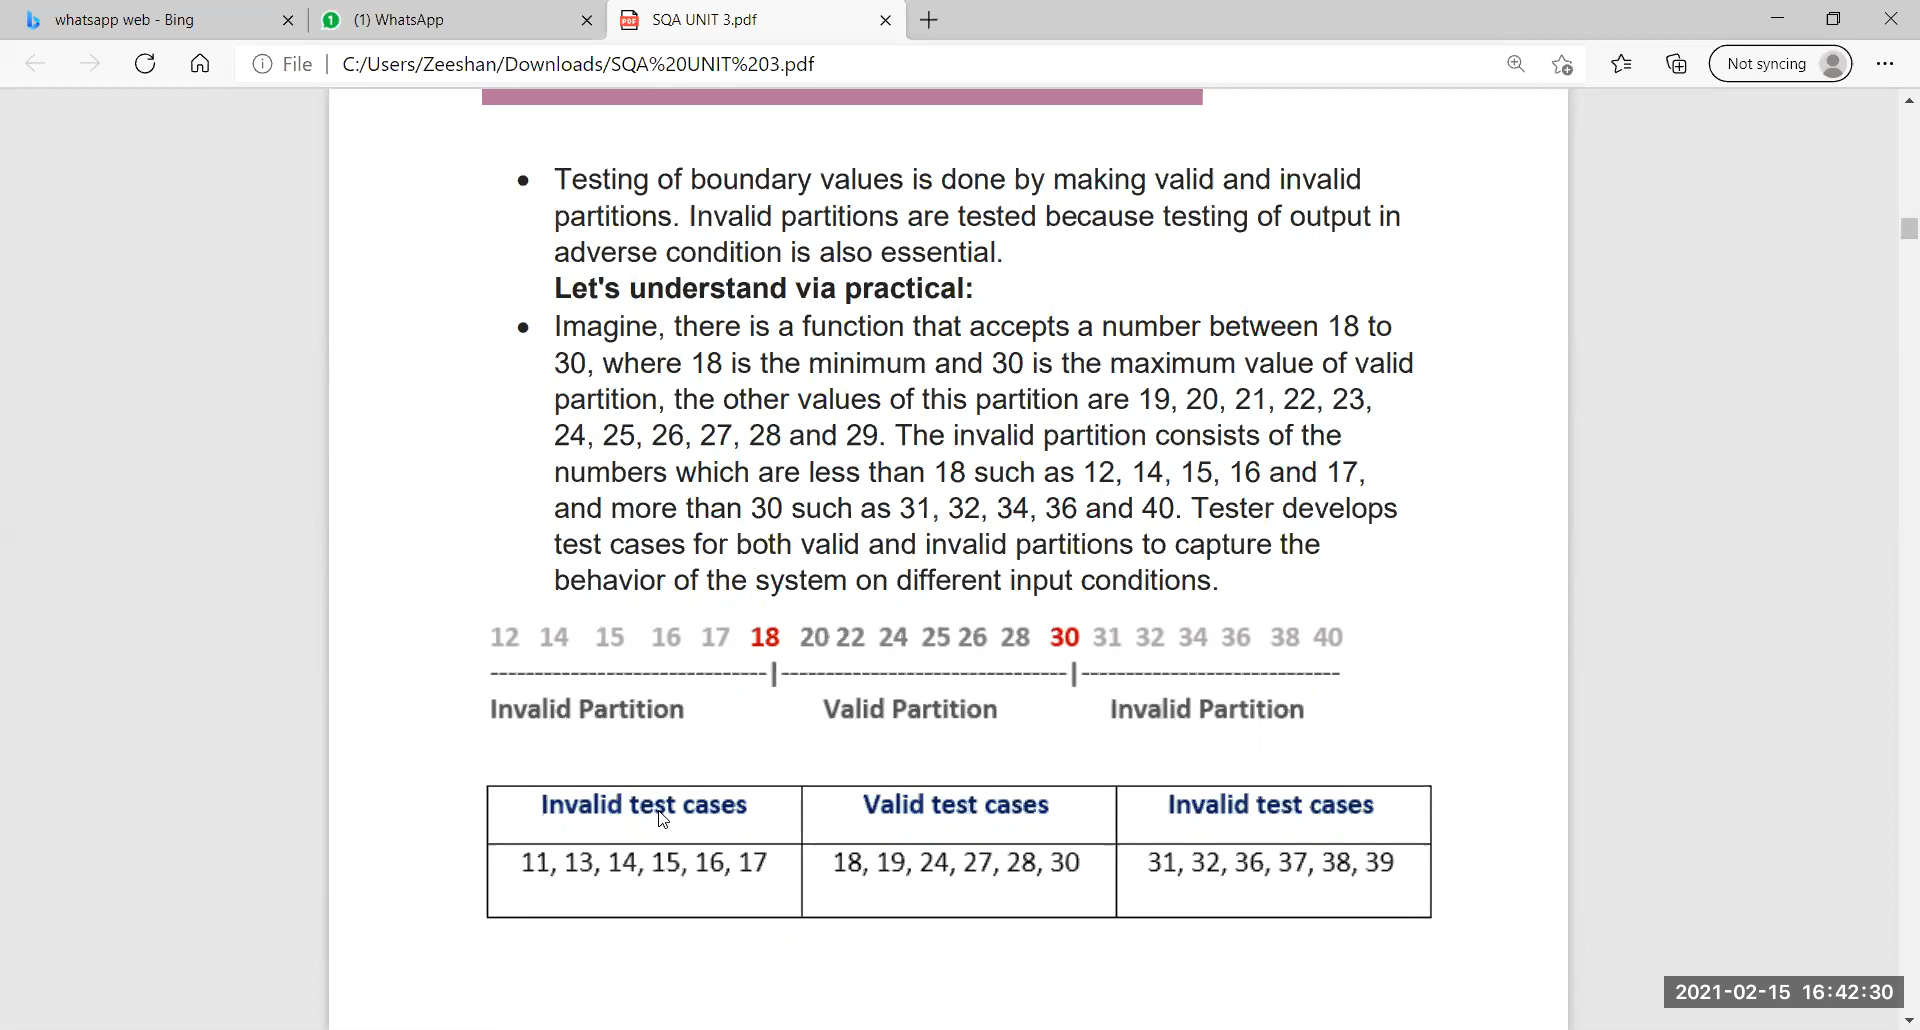 whatsapp web - Bing
(1) WhatsApp
SQA UNIT 3.pdf
File
C:/Users/Zeeshan/Downloads/SQA%20UNIT%203.pdf
Not syncing
• Testing of boundary values is done by making valid and invalid
partitions. Invalid partitions are tested because testing of output in
adverse condition is also essential.
Let's understand via practical:
• Imagine, there is a function that accepts a number between 18 to
30, where 18 is the minimum and 30 is the maximum value of valid
partition, the other values of this partition are 19, 20, 21, 22, 23,
24, 25, 26, 27, 28 and 29. The invalid partition consists of the
numbers which are less than 18 such as 12, 14, 15, 16 and 17,
and more than 30 such as 31, 32, 34, 36 and 40. Tester develops
test cases for both valid and invalid partitions to capture the
behavior of the system on different input conditions.
12 14 15 16 17 18 20 22 24 25 26 28 30 31 32 34 36 38 40
Invalid Partition Valid Partition Invalid Partition
Invalid test cases Valid test cases Invalid test cases
11, 13, 14, 15, 16, 17 18, 19, 24, 27, 28, 30 31, 32, 36, 37, 38, 39
2021-02-15 16:42:30